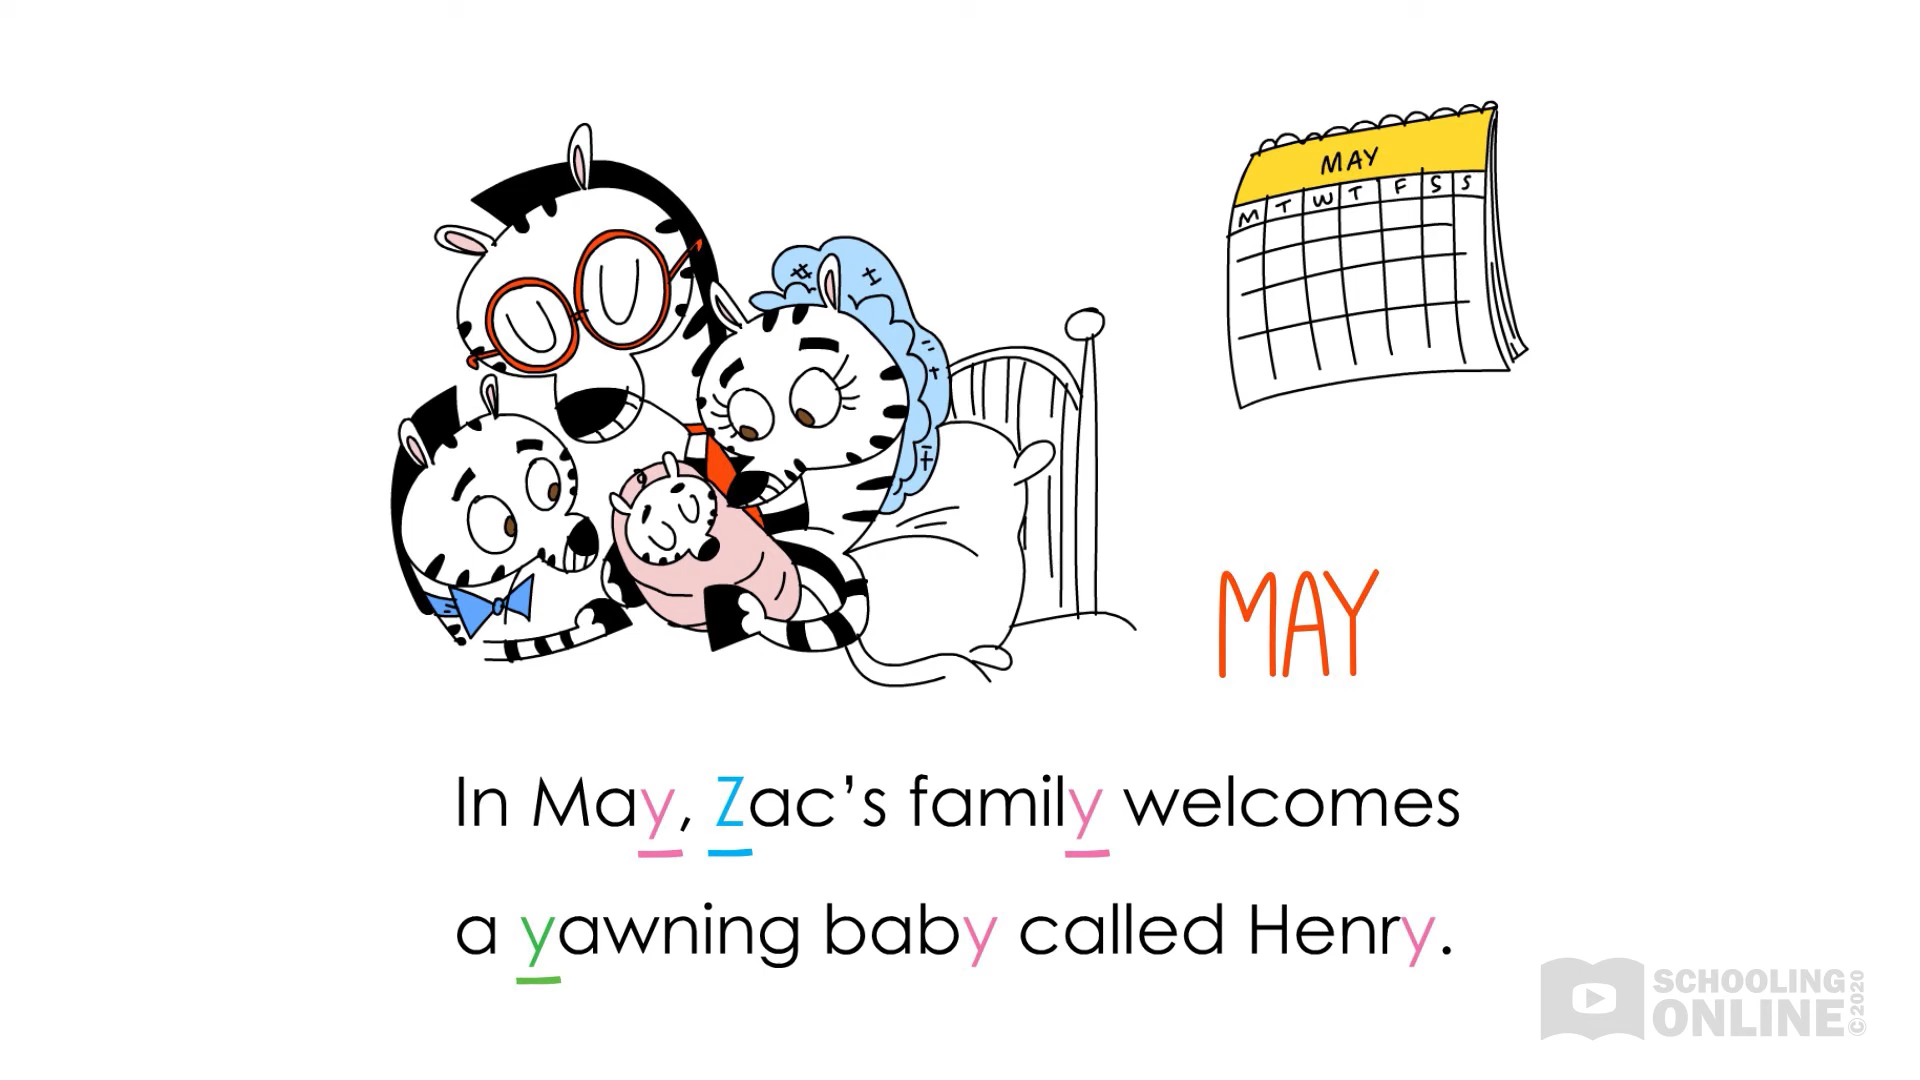 MAY
M T W T F S S
MAY
In May, Zac’s family welcomes
a yawning baby called Henry.
SCHOOLING
ONLINE
©2020